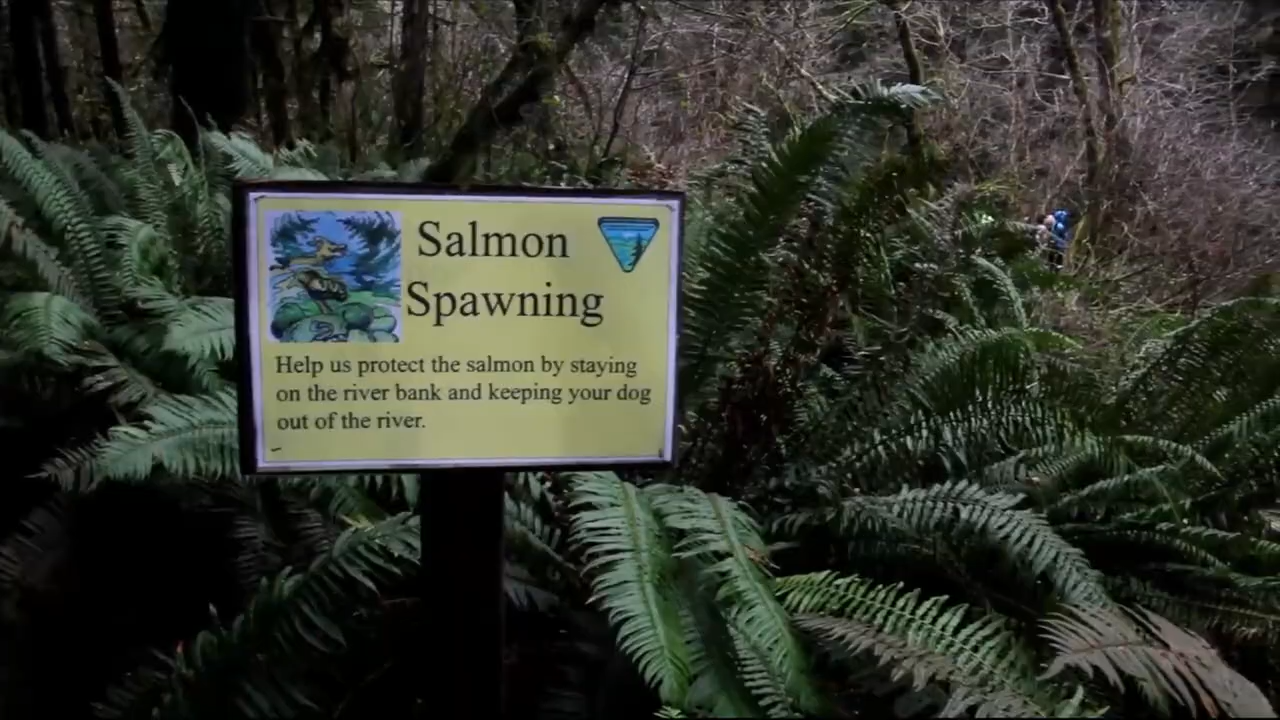 Salmon
Spawning
Help us protect the salmon by staying
on the river bank and keeping your dog
out of the river.